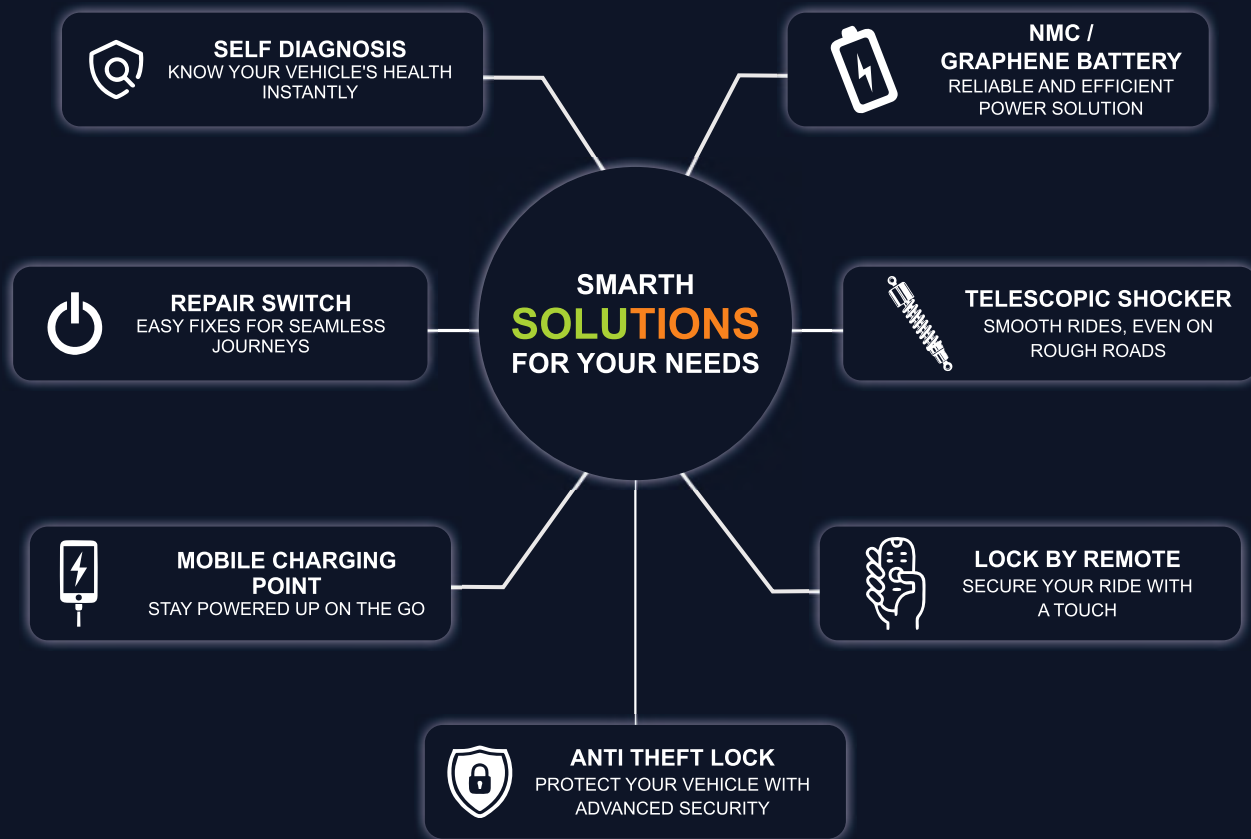 SELF DIAGNOSIS
KNOW YOUR VEHICLE'S HEALTH
INSTANTLY
NMC /
GRAPHENE BATTERY
RELIABLE AND EFFICIENT
POWER SOLUTION
REPAIR SWITCH
EASY FIXES FOR SEAMLESS
JOURNEYS
SMARTH
SOLUTIONS
FOR YOUR NEEDS
TELESCOPIC SHOCKER
SMOOTH RIDES, EVEN ON
ROUGH ROADS
MOBILE CHARGING
POINT
STAY POWERED UP ON THE GO
LOCK BY REMOTE
SECURE YOUR RIDE WITH
A TOUCH
ANTI THEFT LOCK
PROTECT YOUR VEHICLE WITH
ADVANCED SECURITY